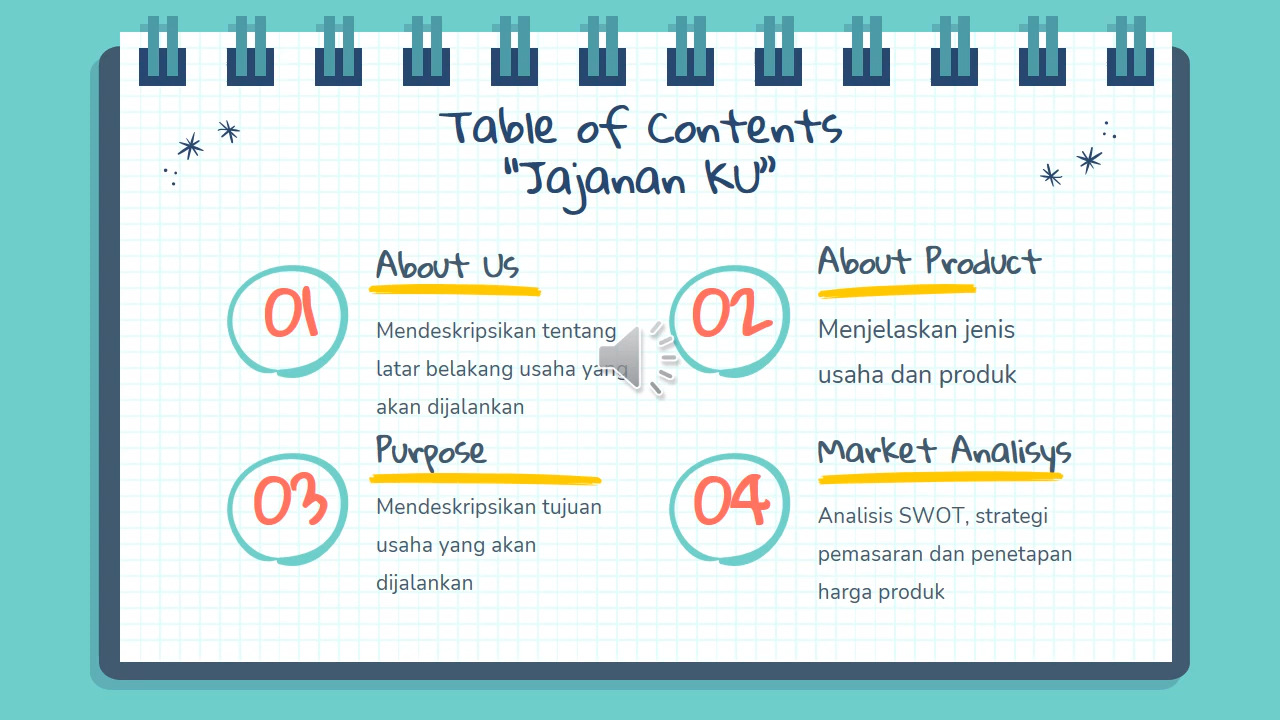 Table of Contents
"Jajanan KU"
01
About Us
Mendeskripsikan tentang
latar belakang usaha yang
akan dijalankan
02
About Product
Menjelaskan jenis
usaha dan produk
03
Purpose
Mendeskripsikan tujuan
usaha yang akan
dijalankan
04
Market Analisys
Analisis SWOT, strategi
pemasaran dan penetapan
harga produk